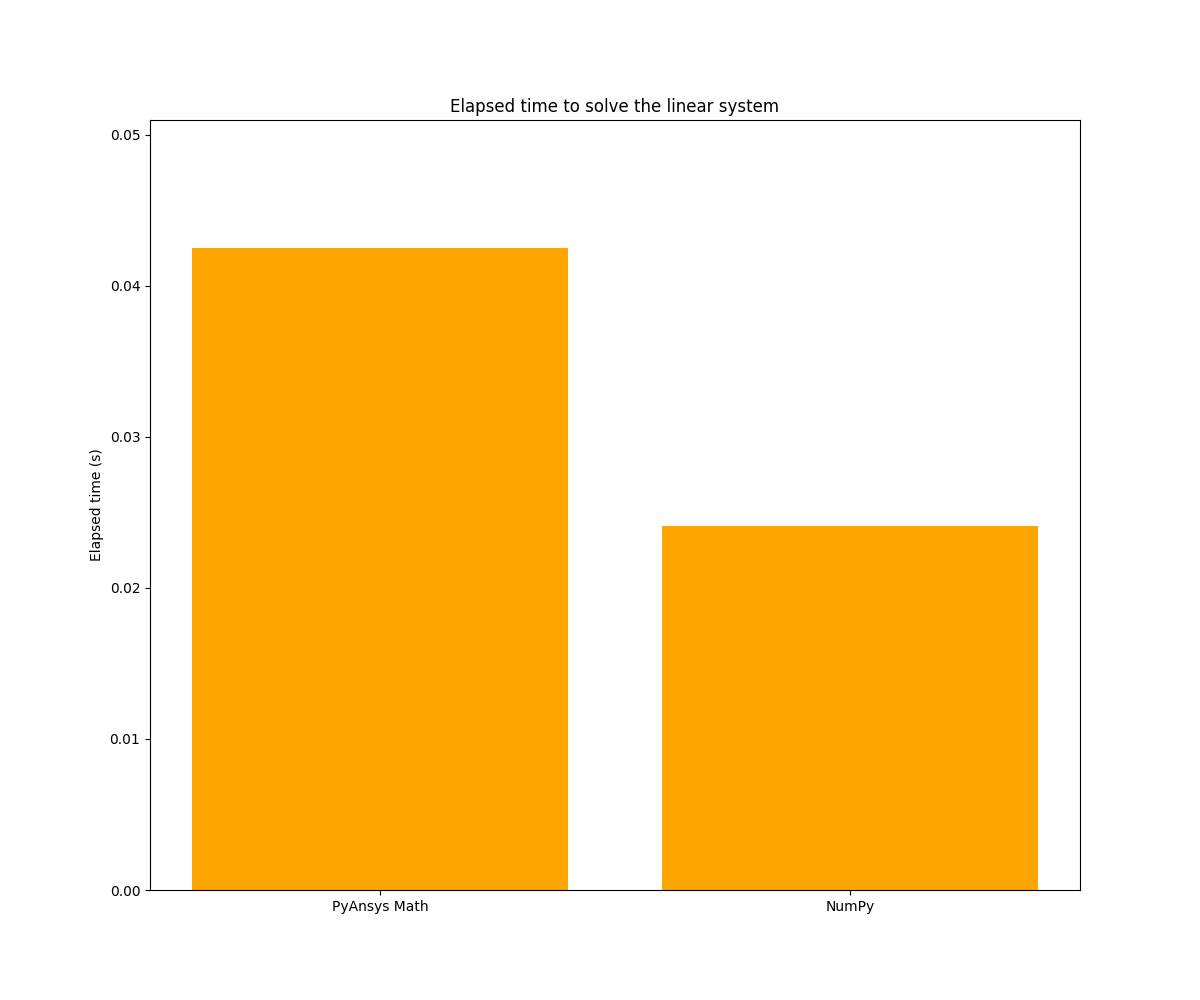 Elapsed time to solve the linear system
0.05
0.04
0.03
0.02
0.01
0.00
Elapsed time (s)
PyAnsys Math
NumPy